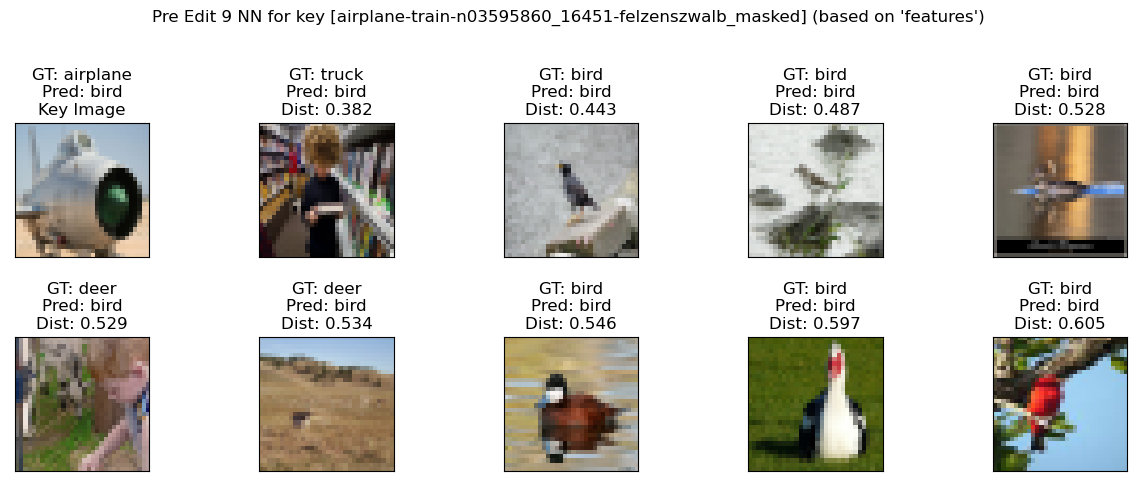 Pre Edit 9 NN for key [airplane-train-n03595860_16451-felzenszwalb_masked] (based on 'features')
GT: airplane
Pred: bird
Key Image
GT: truck
Pred: bird
Dist: 0.382
GT: bird
Pred: bird
Dist: 0.443
GT: bird
Pred: bird
Dist: 0.487
GT: bird
Pred: bird
Dist: 0.528
GT: deer
Pred: bird
Dist: 0.529
GT: deer
Pred: bird
Dist: 0.534
GT: bird
Pred: bird
Dist: 0.546
GT: bird
Pred: bird
Dist: 0.597
GT: bird
Pred: bird
Dist: 0.605